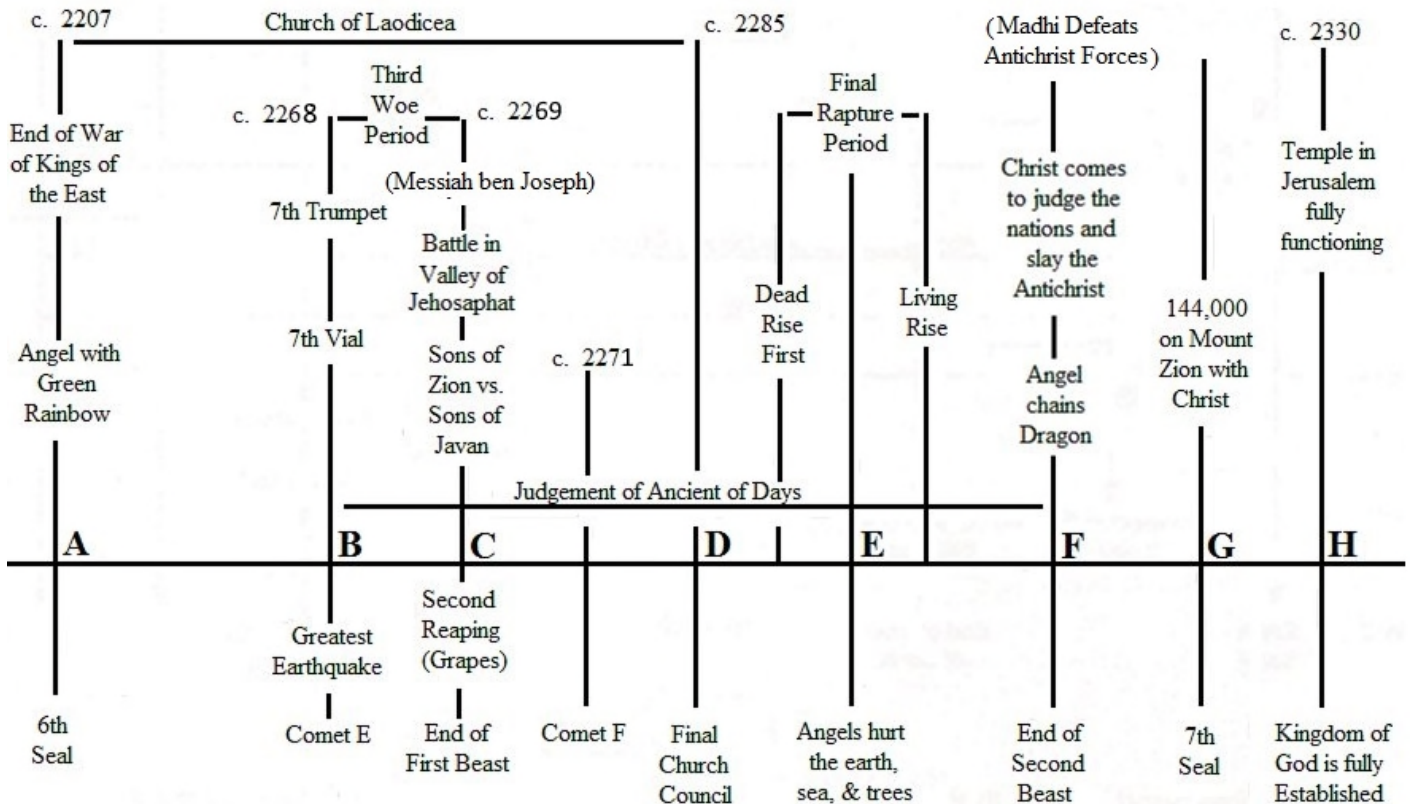 c. 2207
Church of Laodicea
c. 2285
(Madhi Defeats
Antichrist Forces)
c. 2330
Third
Woe
Period
c. 2268
c. 2269
Final
Rapture
Period
End of War
of Kings of
the East
(Messiah ben Joseph)
Christ comes
to judge the
nations and
slay the
Antichrist
Temple in
Jerusalem
fully
functioning
7th Trumpet
Battle in
Valley of
Jehosaphat
Dead
Rise
First
Living
Rise
144,000
on Mount
Zion with
Christ
Angel with
Green
Rainbow
7th Vial
Sons of
Zion vs.
Sons of
Javan
c. 2271
Angel
chains
Dragon
Judgement of Ancient of Days
A
B
C
D
E
F
G
H
Greatest
Earthquake
Second
Reaping
(Grapes)
6th
Seal
Comet E
End of
First Beast
Comet F
Final
Church
Council
Angels hurt
the earth,
sea, & trees
End of
Second
Beast
7th
Seal
Kingdom of
God is fully
Established